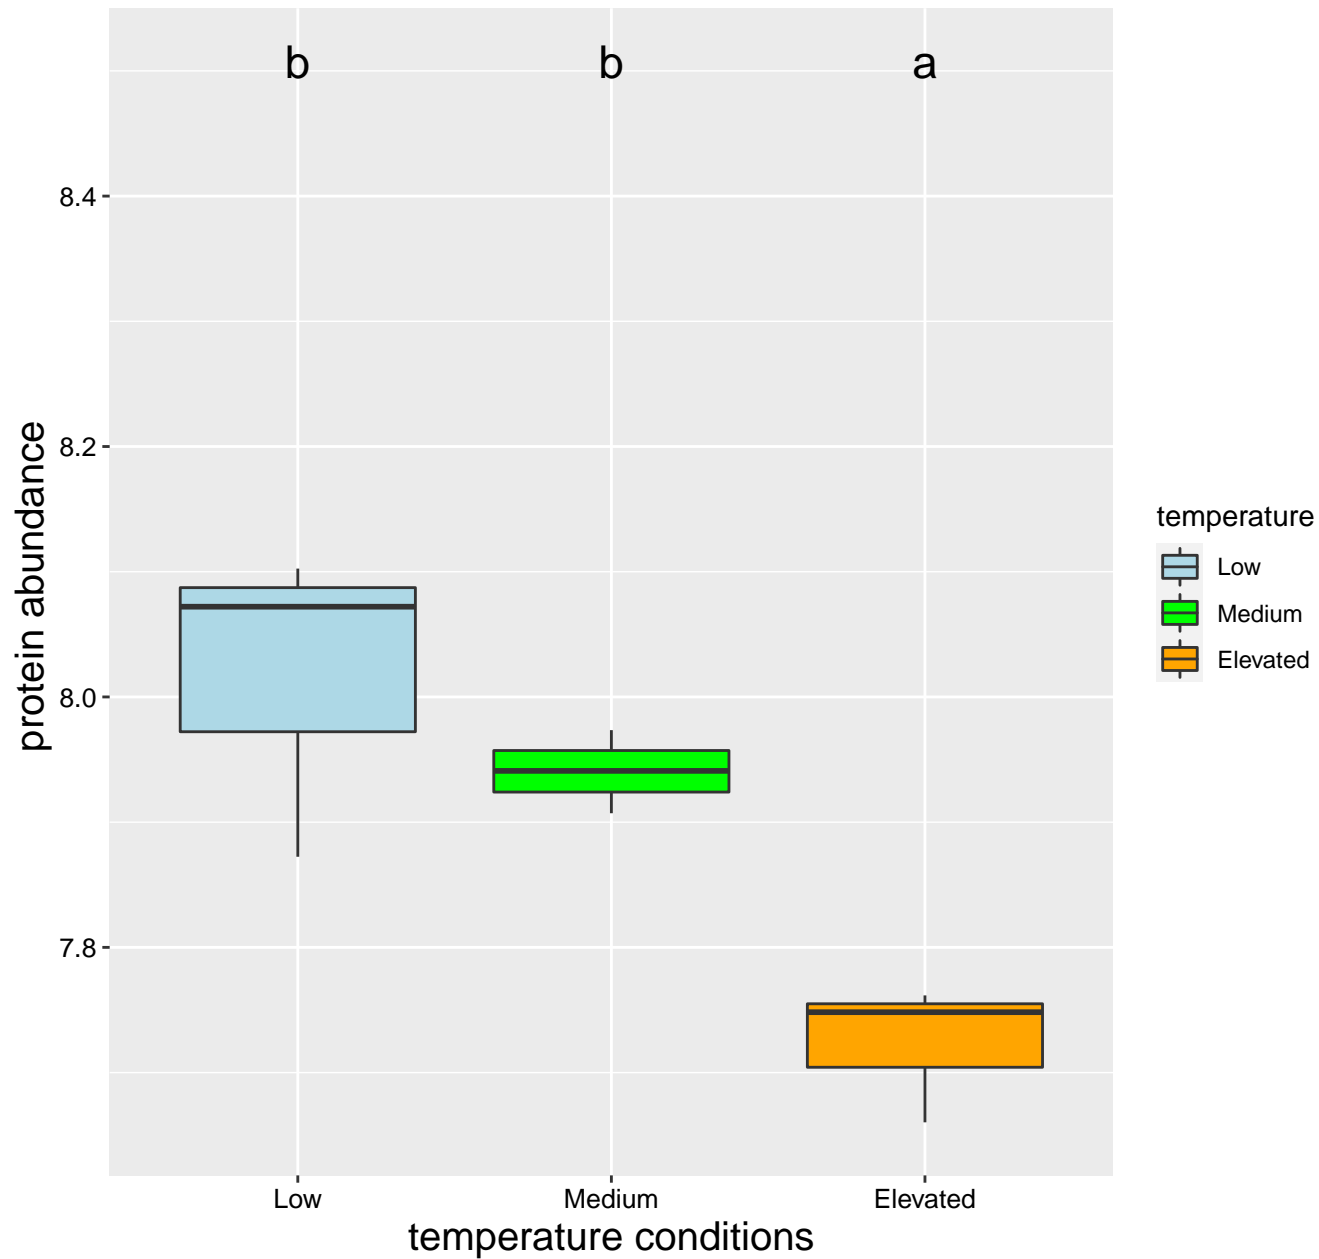 b b a
8.4
8.2
8.0
7.8
protein abundance
Low Medium Elevated
temperature conditions
temperature
Low
Medium
Elevated